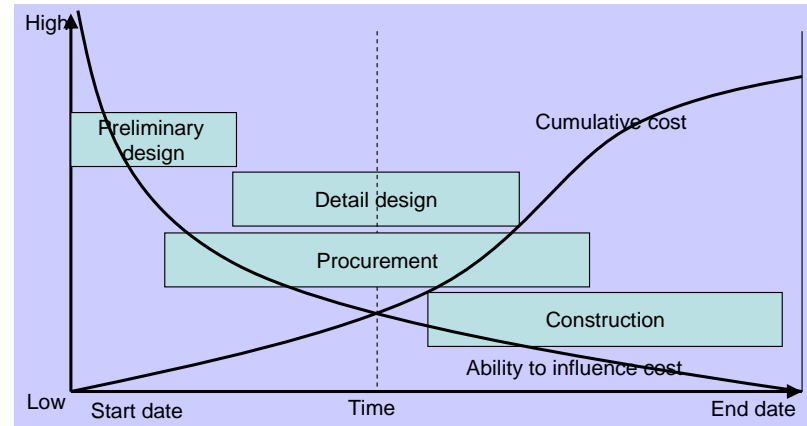 High
Cumulative cost
Preliminary
design
Detail design
Procurement
Construction
Ability to influence cost
Low
Start date
Time
End date